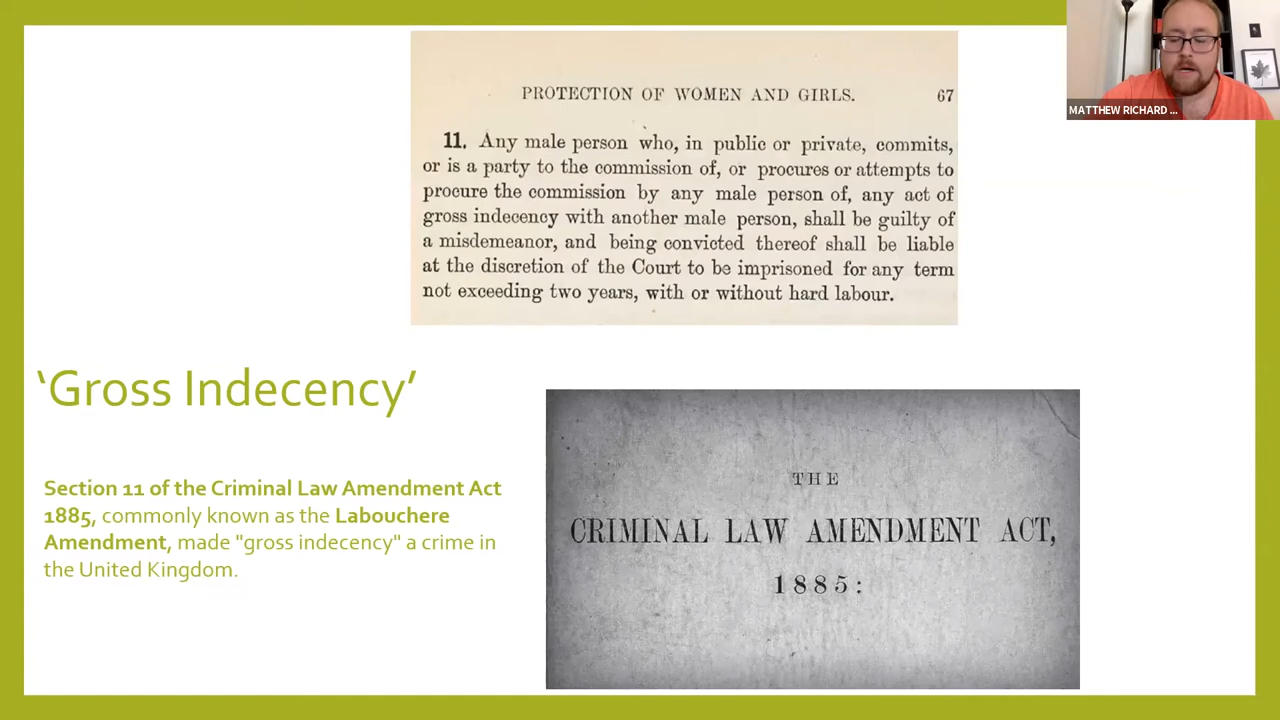 PROTECTION OF WOMEN AND GIRLS. 67
11. Any male person who, in public or private, commits,
or is a party to the commission of, or procures or attempts to
procure the commission by any male person of, any act of
gross indecency with another male person, shall be guilty of
a misdemeanor, and being convicted thereof shall be liable
at the discretion of the Court to be imprisoned for any term
not exceeding two years, with or without hard labour.
MATTHEW RICHARD ...
‘Gross Indecency’
Section 11 of the Criminal Law Amendment Act
1885, commonly known as the Labouchere
Amendment, made "gross indecency" a crime in
the United Kingdom.
THE
CRIMINAL LAW AMENDMENT ACT,
1885: